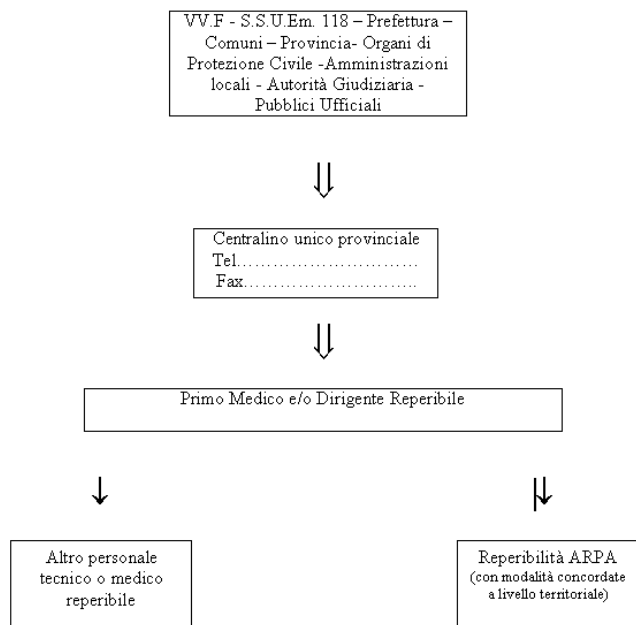 VV.F - S.S.U.Em. 118 – Prefettura –
Comuni – Provincia- Organi di
Protezione Civile -Amministrazioni
locali - Autorità Giudiziaria -
Pubblici Ufficiali
Centralino unico provinciale
Tel…………………………
Fax……………………….
Primo Medico e/o Dirigente Reperibile
Altro personale
tecnico o medico
reperibile
Reperibilità ARPA
(con modalità concordate
a livello territoriale)